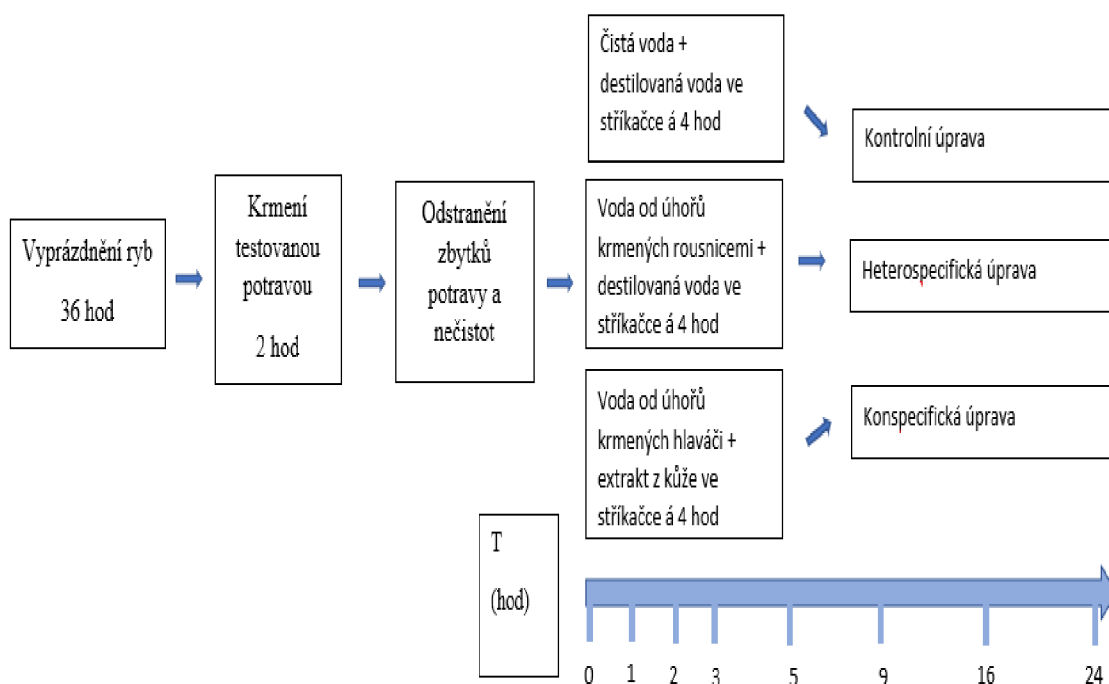 Vyprázdnění ryb
36 hod
Krmení
testovanou
potravou
2 hod
Odstranění
zbytků
potravy a
nečistot
Čistá voda +
destilovaná voda ve
stříkačce á 4 hod
Kontrolní úprava
Voda od úhořů
krmených rousnicemi +
destilovaná voda ve
stříkačce á 4 hod
Heterospecifická úprava
Voda od úhořů
krmených hlaváči +
extrakt z kůže ve
stříkačce á 4 hod
Konspecifická úprava
T
(hod)
0 1 2 3 5 9 16 24